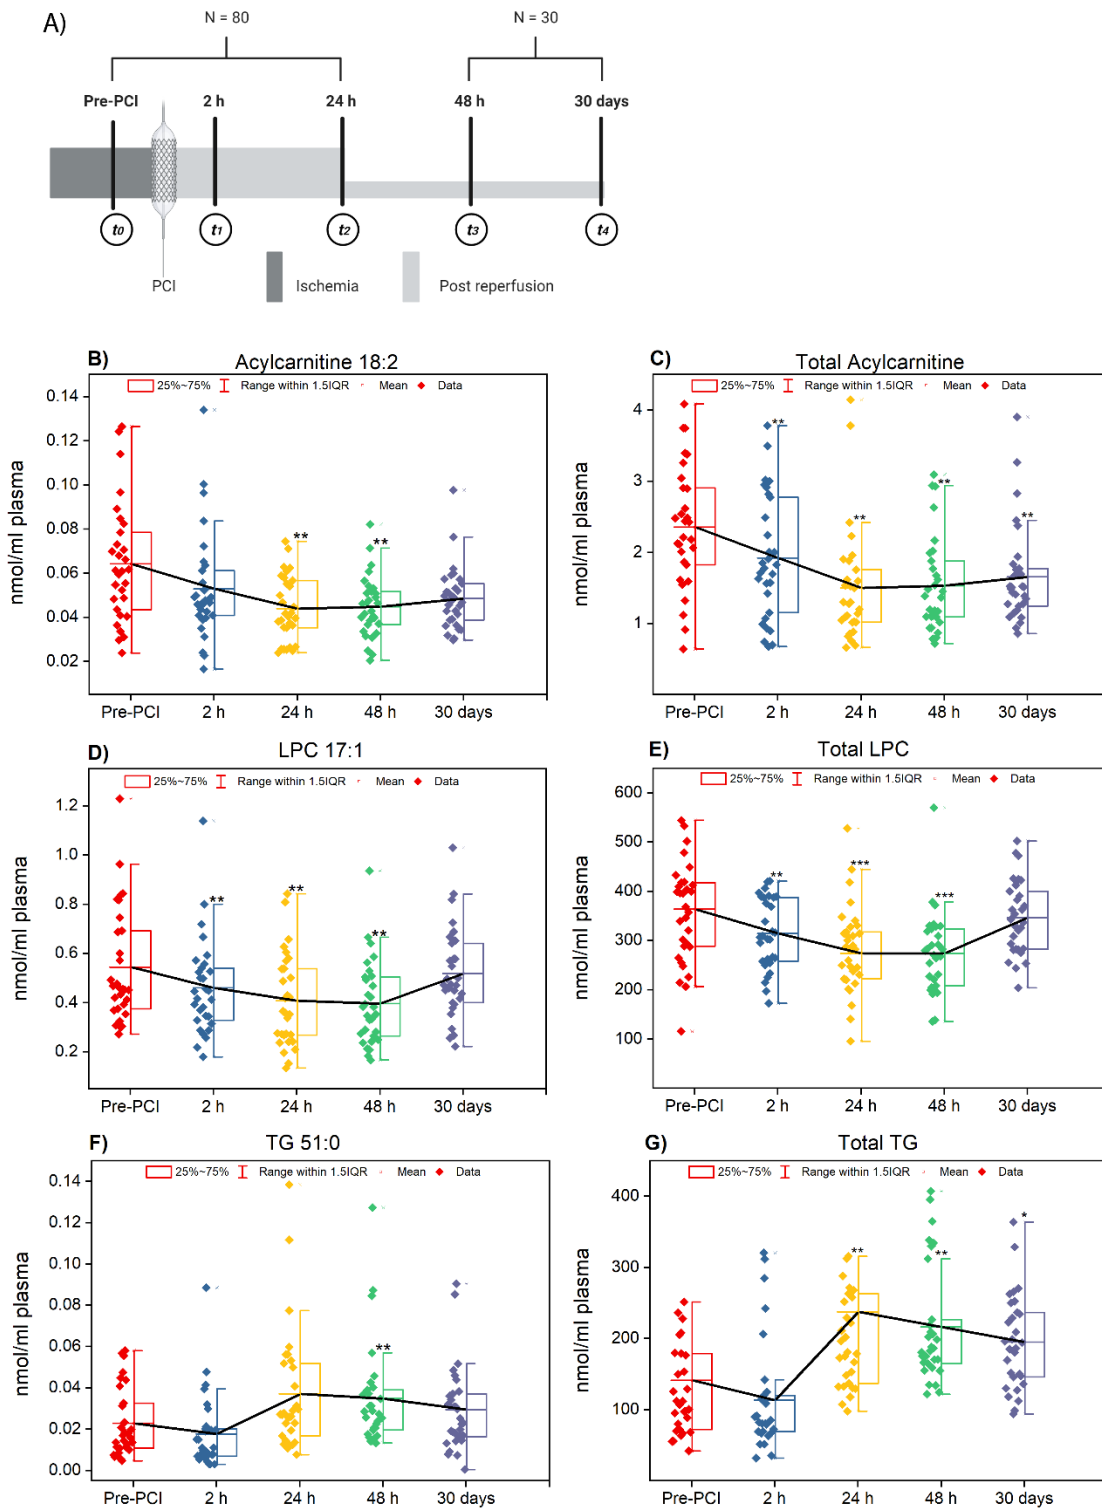 A)
N = 80
N = 30
Pre-PCI 2 h 24 h 48 h 30 days
t0 t1 t2 t3 t4
PCI
Ischemia
Post reperfusion
B)
Acylcarnitine 18:2
25%~75% Range within 1.5IQR Mean Data
nmol/ml plasma
0.14
0.12
0.10
0.08
0.06
0.04
0.02
** **
Pre-PCI 2 h 24 h 48 h 30 days
C)
Total Acylcarnitine
25%~75% Range within 1.5IQR Mean Data
nmol/ml plasma
4
3
2
1
** ** ** **
Pre-PCI 2 h 24 h 48 h 30 days
D)
LPC 17:1
25%~75% Range within 1.5IQR Mean Data
nmol/ml plasma
1.2
1.0
0.8
0.6
0.4
0.2
** ** **
Pre-PCI 2 h 24 h 48 h 30 days
E)
Total LPC
25%~75% Range within 1.5IQR Mean Data
nmol/ml plasma
600
500
400
300
200
100
** *** ***
Pre-PCI 2 h 24 h 48 h 30 days
F)
TG 51:0
25%~75% Range within 1.5IQR Mean Data
nmol/ml plasma
0.14
0.12
0.10
0.08
0.06
0.04
0.02
0.00
**
Pre-PCI 2 h 24 h 48 h 30 days
G)
Total TG
25%~75% Range within 1.5IQR Mean Data
nmol/ml plasma
400
300
200
100
** ** *
Pre-PCI 2 h 24 h 48 h 30 days